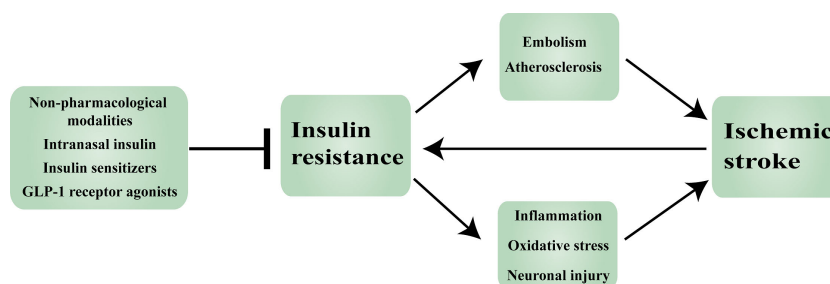 Non-pharmacological
modalities
Intranasal insulin
Insulin sensitizers
GLP-1 receptor agonists
Insulin
resistance
Embolism
Atherosclerosis
Inflammation
Oxidative stress
Neuronal injury
Ischemic
stroke